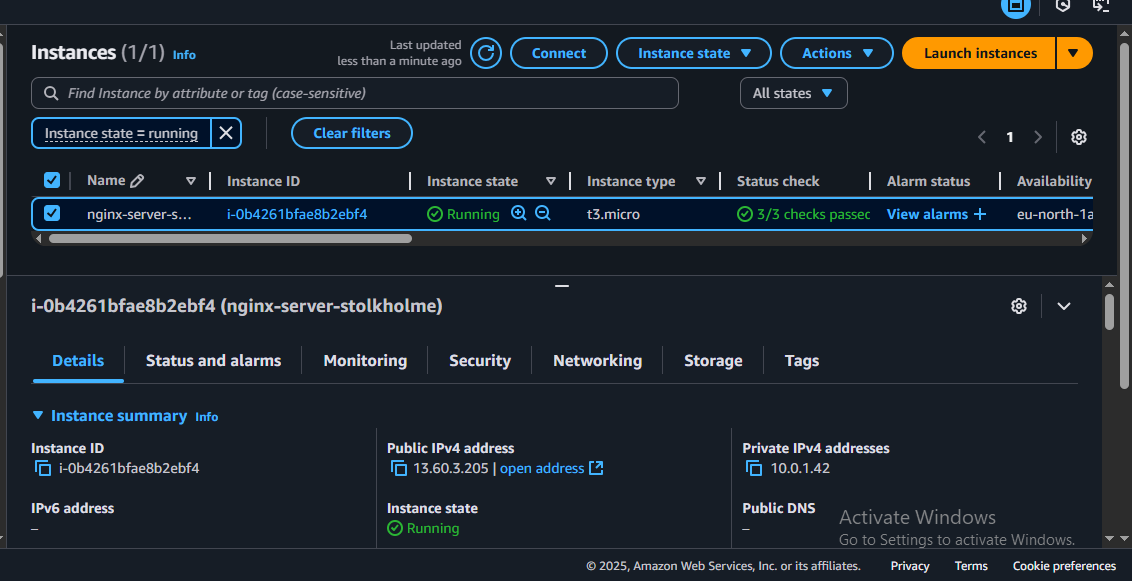 Instances (1/1) Info
Last updated
less than a minute ago
Connect
Instance state
Actions
Launch instances
Find Instance by attribute or tag (case-sensitive)
All states
Instance state = running
Clear filters
1
Name Instance ID Instance state Instance type Status check Alarm status Availability
nginx-server-s... i-0b4261bfae8b2ebf4 Running t3.micro 3/3 checks passec View alarms + eu-north-1a
i-0b4261bfae8b2ebf4 (nginx-server-stolkholme)
Details Status and alarms Monitoring Security Networking Storage Tags
Instance summary Info
Instance ID
i-0b4261bfae8b2ebf4
Public IPv4 address
13.60.3.205 | open address
Private IPv4 addresses
10.0.1.42
IPv6 address
–
Instance state
Running
Public DNS
–
Activate Windows
Go to Settings to activate Windows.
© 2025, Amazon Web Services, Inc. or its affiliates. Privacy Terms Cookie preferences